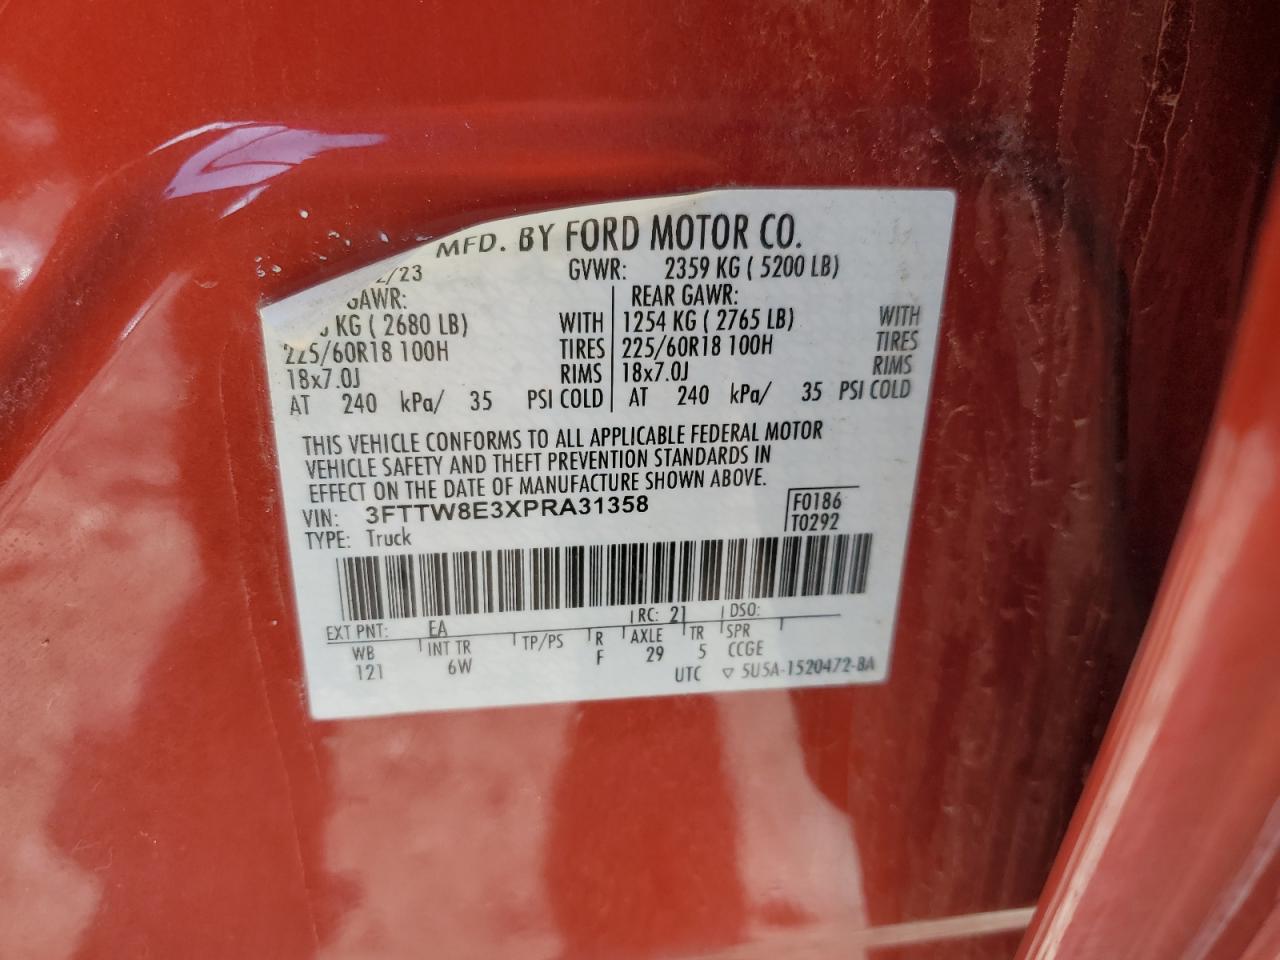 MFD. BY FORD MOTOR CO.
/23 GVWR: 2359 KG ( 5200 LB)
GAWR: REAR GAWR:
KG ( 2680 LB) WITH 1254 KG ( 2765 LB) WITH
225/60R18 100H TIRES 225/60R18 100H TIRES
18x7.0J RIMS 18x7.0J RIMS
AT 240 kPa/ 35 PSI COLD AT 240 kPa/ 35 PSI COLD
THIS VEHICLE CONFORMS TO ALL APPLICABLE FEDERAL MOTOR
VEHICLE SAFETY AND THEFT PREVENTION STANDARDS IN
EFFECT ON THE DATE OF MANUFACTURE SHOWN ABOVE.
VIN: 3FTTW8E3XPRA31358 F0186
TYPE: Truck T0292
EXT PNT: EA RC: 21 DSO:
WB INT TR TP/PS R AXLE TR SPR
121 6W F 29 5 CCGE
UTC ▽ 5U5A-1520472-BA